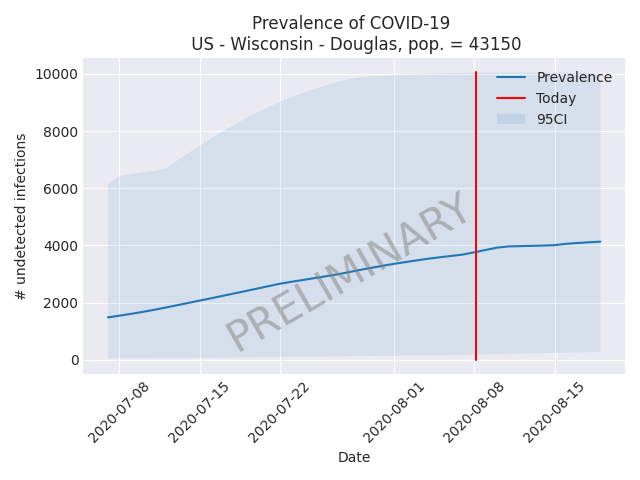 Prevalence of COVID-19
US - Wisconsin - Douglas, pop. = 43150
# undetected infections
10000
8000
6000
4000
2000
0
Prevalence
Today
95CI
PRELIMINARY
2020-07-08
2020-07-15
2020-07-22
2020-08-01
2020-08-08
2020-08-15
Date